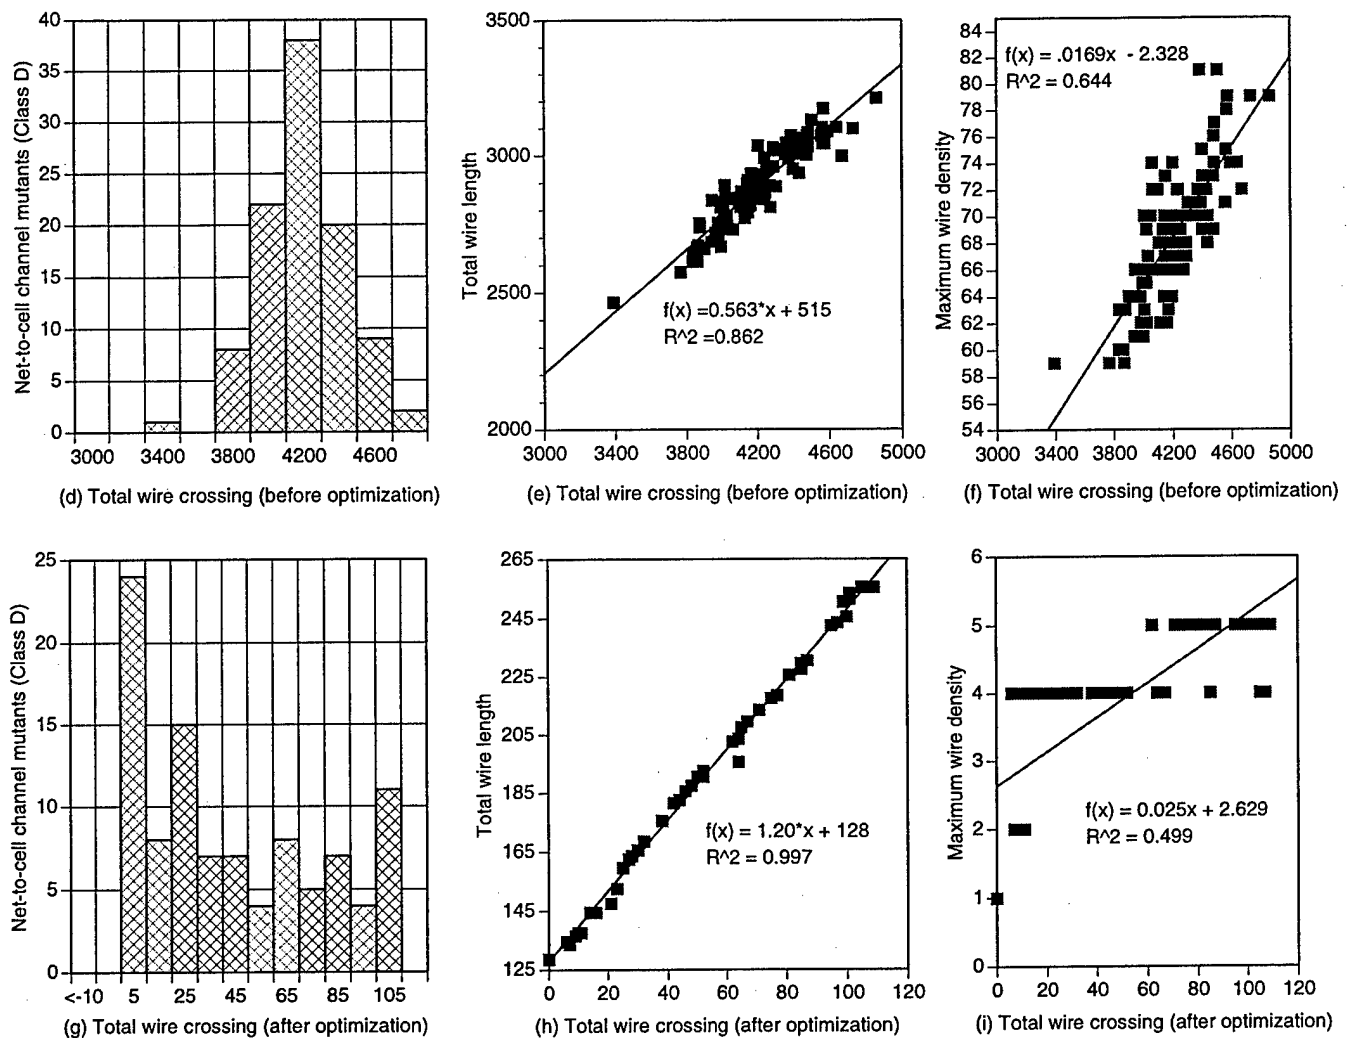 Net-to-cell channel mutants (Class D)
40
35
30
25
20
15
10
5
0
3000 3400 3800 4200 4600
(d) Total wire crossing (before optimization)
Total wire length
3500
3000
2500
2000
f(x) =0.563*x + 515
R^2 =0.862
3000 3400 3800 4200 4600 5000
(e) Total wire crossing (before optimization)
Maximum wire density
84
82
80
78
76
74
72
70
68
66
64
62
60
58
56
54
f(x) = .0169x - 2.328
R^2 = 0.644
3000 3400 3800 4200 4600 5000
(f) Total wire crossing (before optimization)
Net-to-cell channel mutants (Class D)
25
20
15
10
5
0
<-10 5 25 45 65 85 105
(g) Total wire crossing (after optimization)
Total wire length
265
245
225
205
185
165
145
125
f(x) = 1.20*x + 128
R^2 = 0.997
0 20 40 60 80 100 120
(h) Total wire crossing (after optimization)
Maximum wire density
6
5
4
3
2
1
0
f(x) = 0.025x + 2.629
R^2 = 0.499
0 20 40 60 80 100 120
(i) Total wire crossing (after optimization)